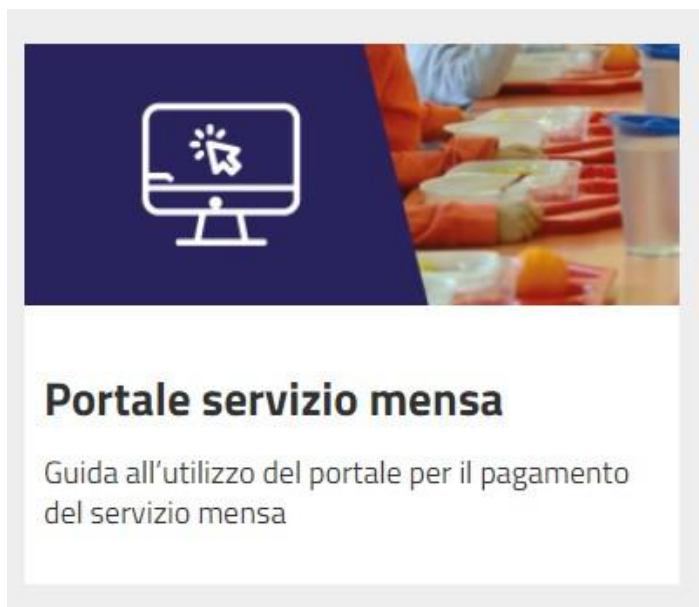 Portale servizio mensa
Guida all’utilizzo del portale per il pagamento
del servizio mensa